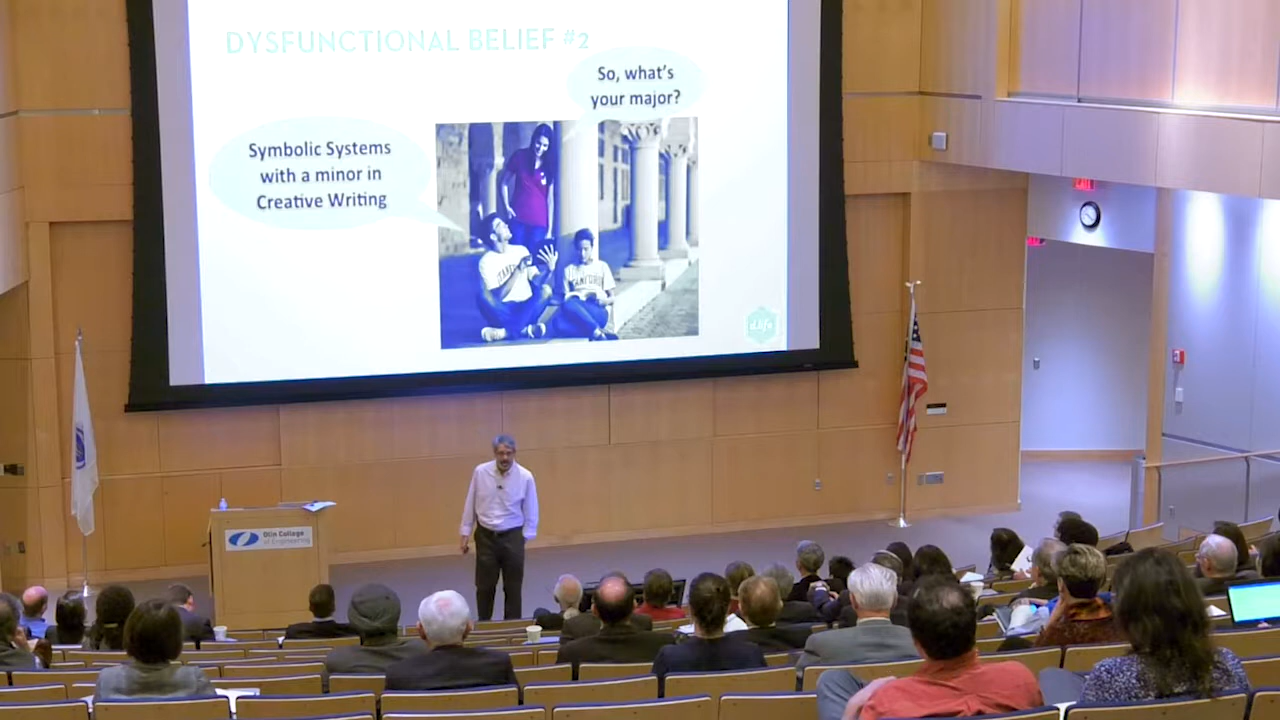 DYSFUNCTIONAL BELIEF #2
So, what's
your major?
Symbolic Systems
with a minor in
Creative Writing
STANFORD
d.life
EXIT
Olin College
of Engineering